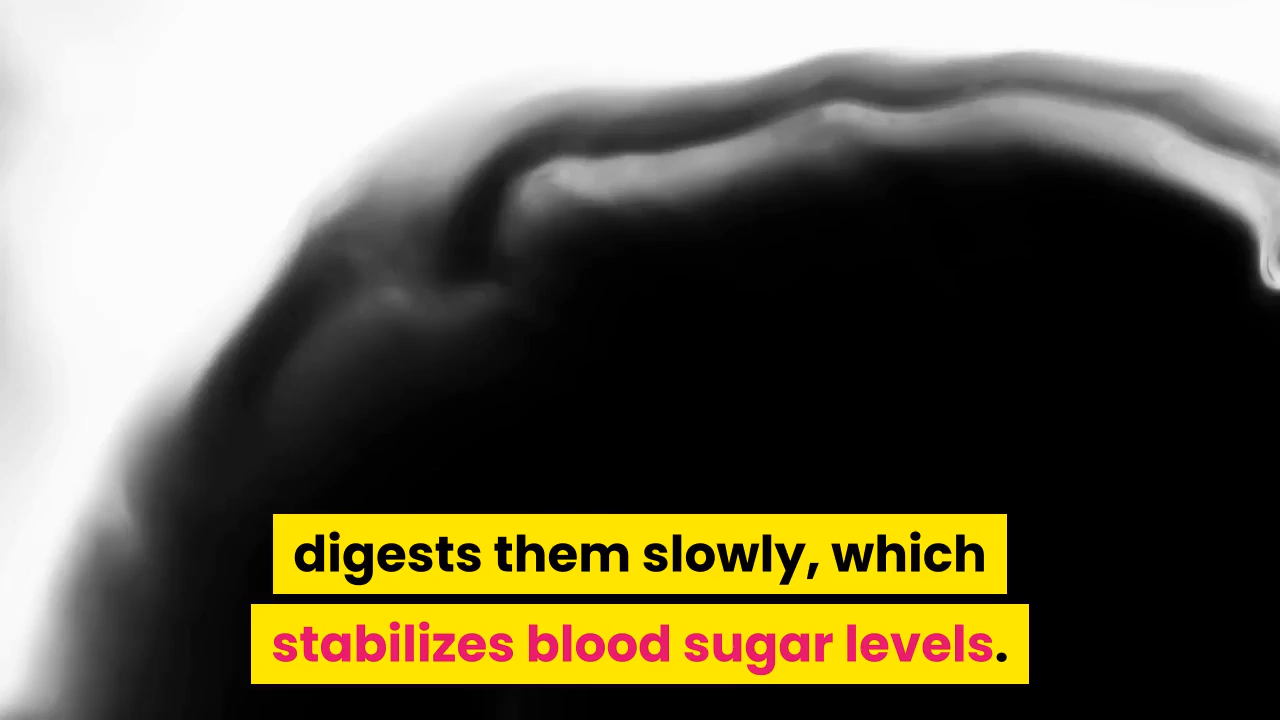 digests them slowly, which
stabilizes blood sugar levels.